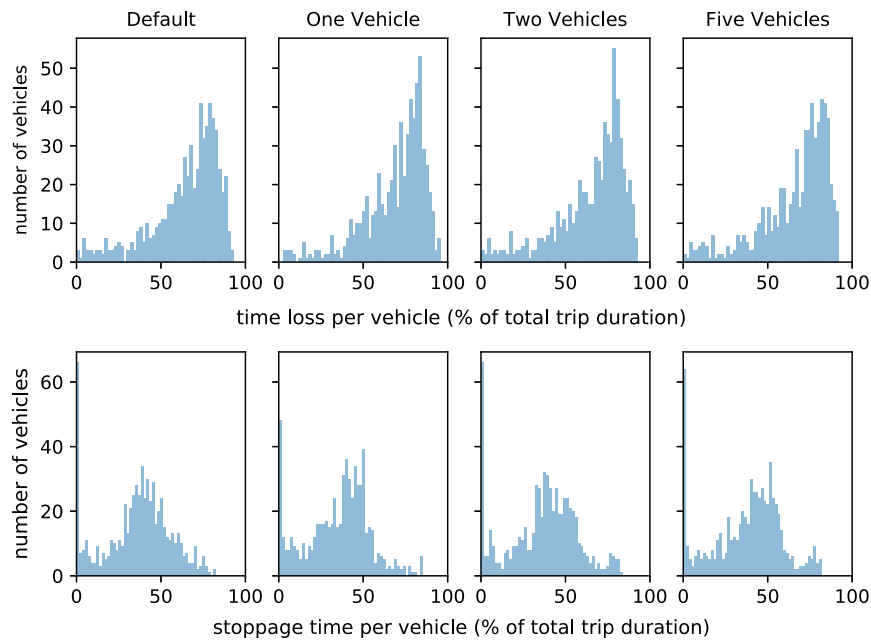 Default One Vehicle Two Vehicles Five Vehicles
number of vehicles
50
40
30
20
10
0
0 50 100 0 50 100 0 50 100 0 50 100
time loss per vehicle (% of total trip duration)
number of vehicles
60
40
20
0
0 50 100 0 50 100 0 50 100 0 50 100
stoppage time per vehicle (% of total trip duration)